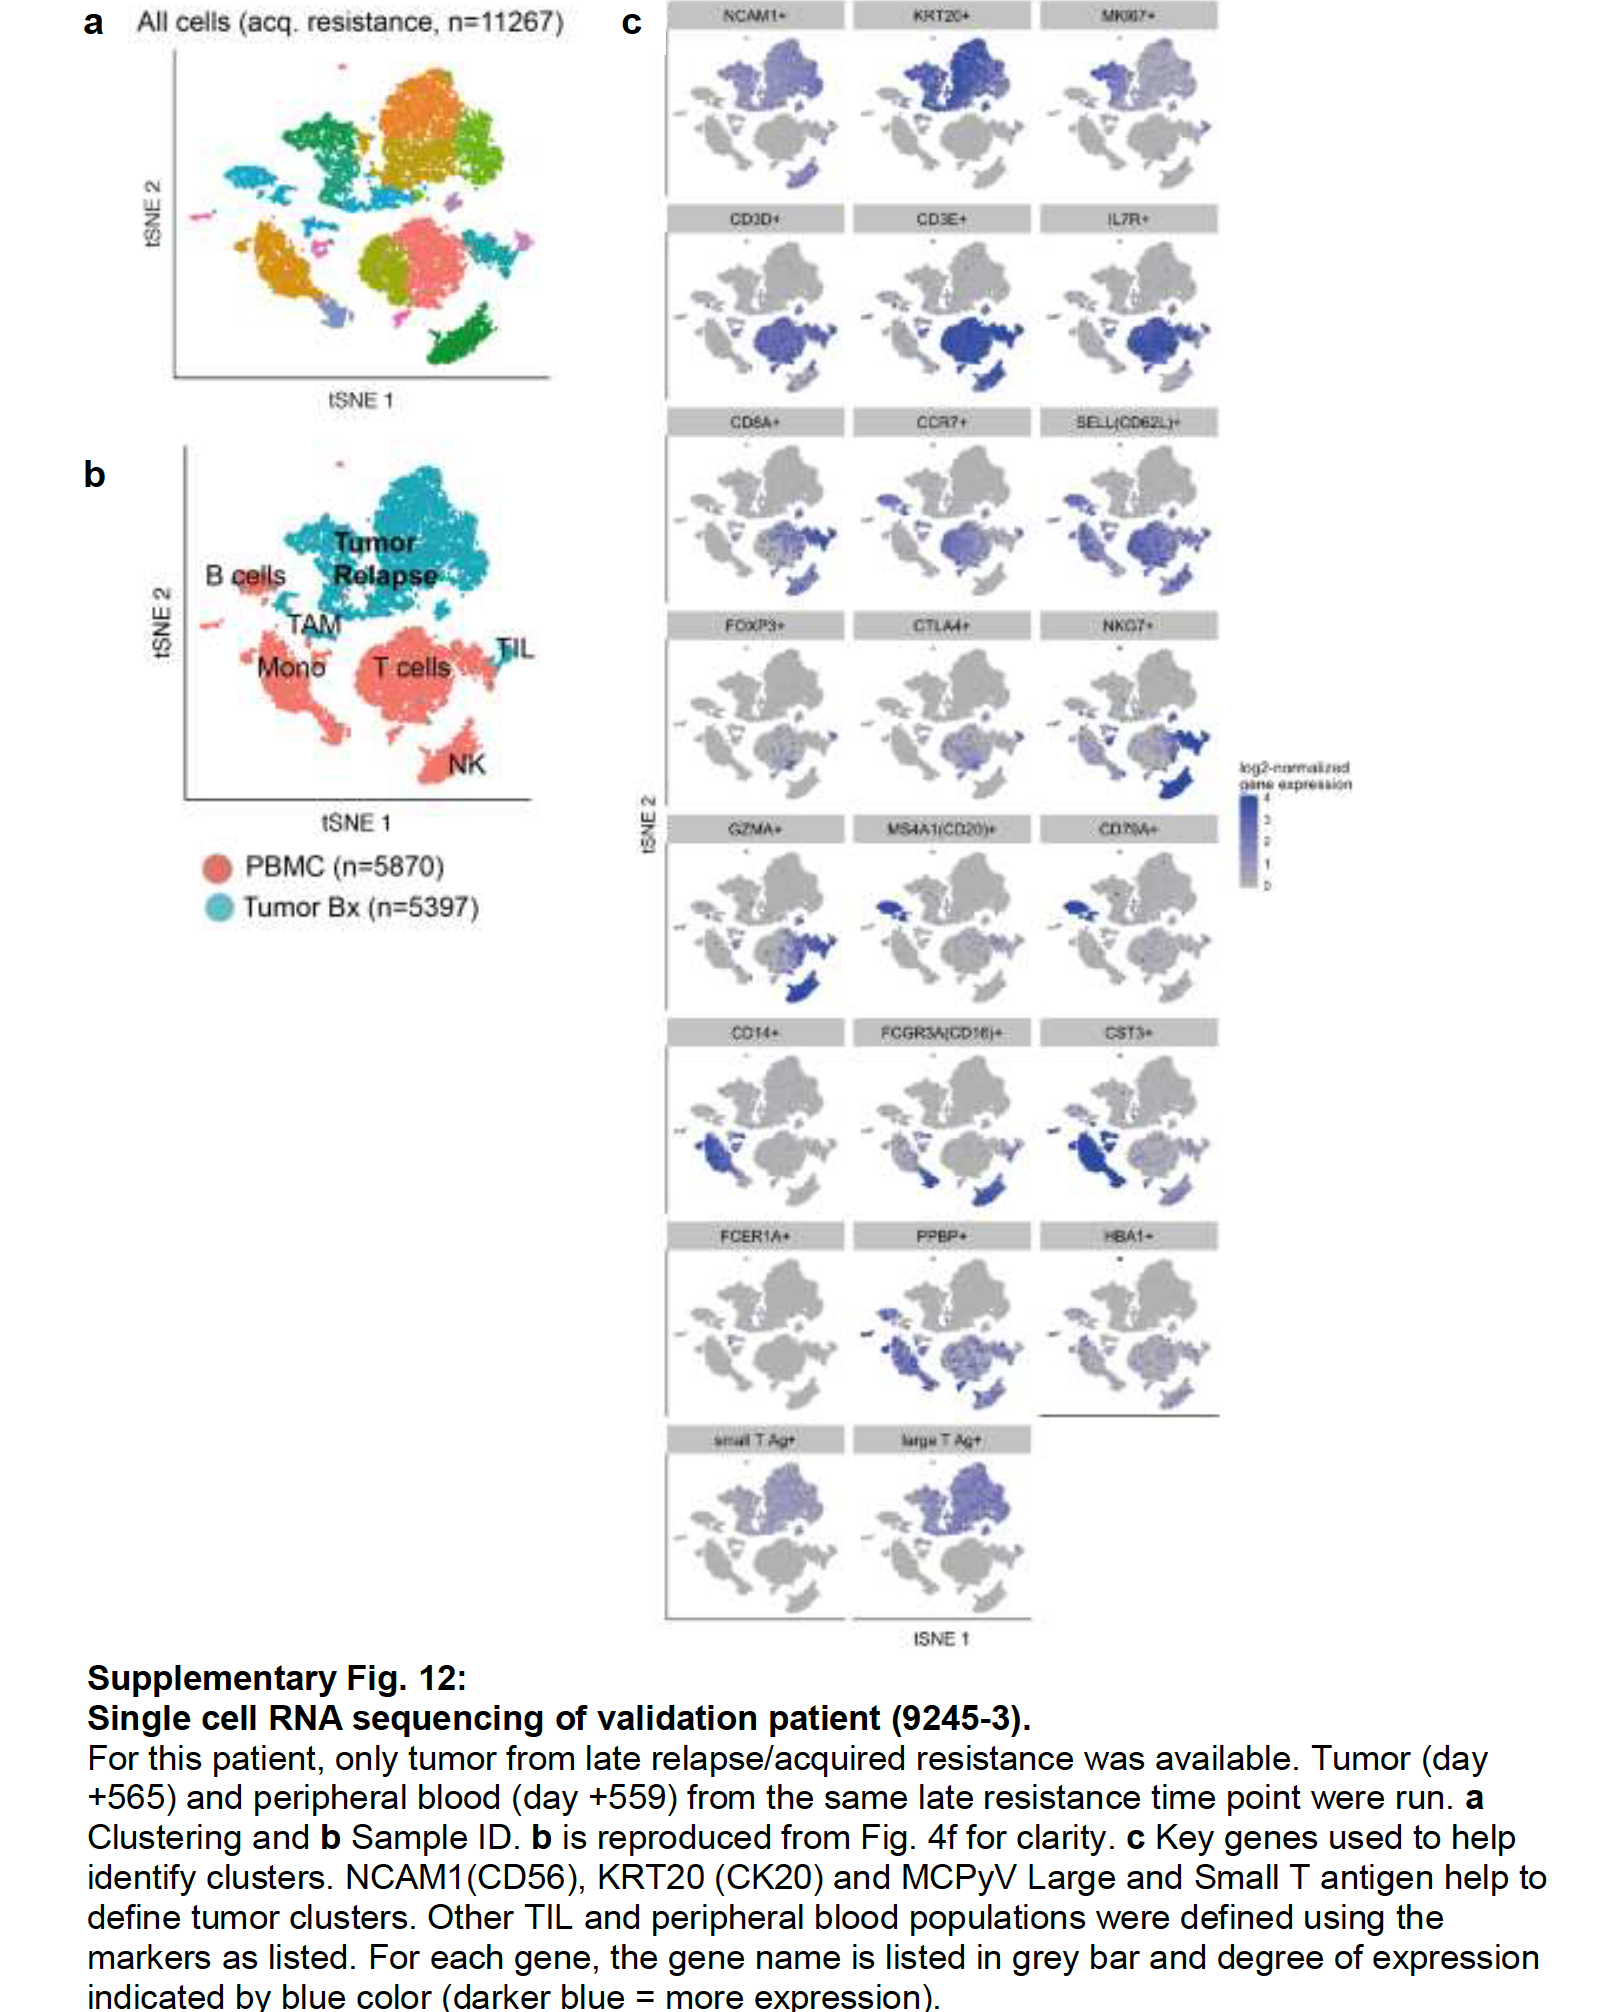 a All cells (acq. resistance, n=11267)
tSNE 2
tSNE 1
b
B cells
Tumor
Relapse
TAM
TIL
Mono
T cells
NK
tSNE 2
tSNE 1
PBMC (n=5870)
Tumor Bx (n=5397)
c
NCAM1+ KRT20+ MKI67+
CD3D+ CD3E+ IL7R+
CD8A+ CCR7+ SELL(CD62L)+
FOXP3+ CTLA4+ NKG7+
GZMA+ MS4A1(CD20)+ CD79A+
CD14+ FCGR3A(CD16)+ CST3+
FCER1A+ PPBP+ HBA1+
small T Ag+ large T Ag+
tSNE 2
tSNE 1
log2-normalized
gene expression
4
3
2
1
0
Supplementary Fig. 12:
Single cell RNA sequencing of validation patient (9245-3).
For this patient, only tumor from late relapse/acquired resistance was available. Tumor (day
+565) and peripheral blood (day +559) from the same late resistance time point were run. a
Clustering and b Sample ID. b is reproduced from Fig. 4f for clarity. c Key genes used to help
identify clusters. NCAM1(CD56), KRT20 (CK20) and MCPyV Large and Small T antigen help to
define tumor clusters. Other TIL and peripheral blood populations were defined using the
markers as listed. For each gene, the gene name is listed in grey bar and degree of expression
indicated by blue color (darker blue = more expression).